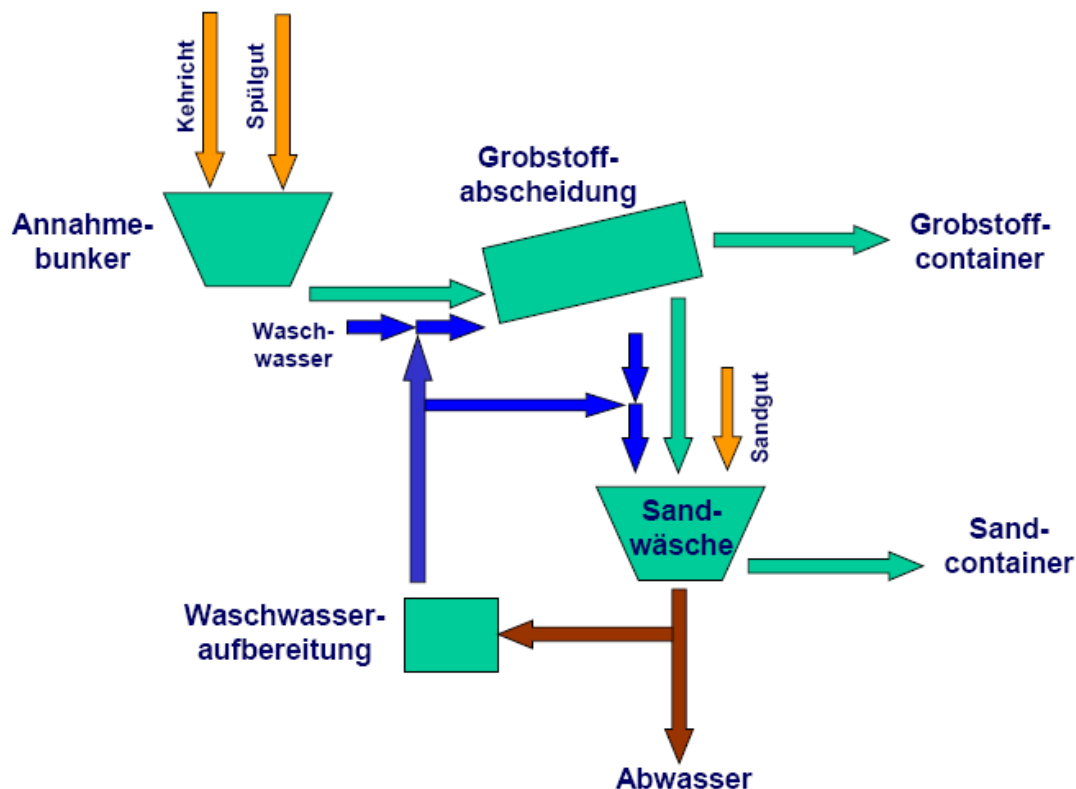 Kehricht
Spülgut
Annahme-
bunker
Grobstoff-
abscheidung
Grobstoff-
container
Wasch-
wasser
Sandgut
Sand-
wäsche
Sand-
container
Waschwasser-
aufbereitung
Abwasser